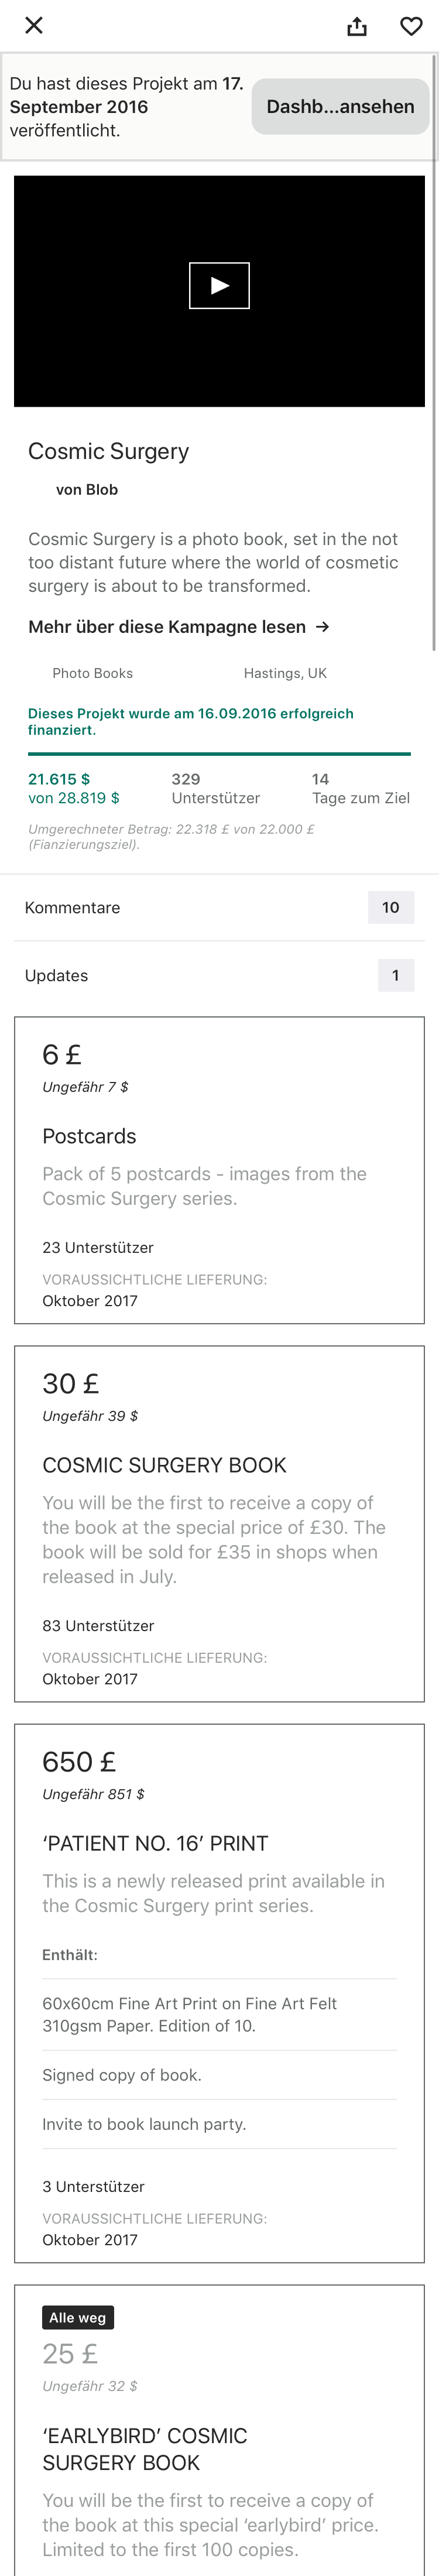 Du hast dieses Projekt am 17.
September 2016
veröffentlicht.
Dashb...ansehen
Cosmic Surgery
von Blob
Cosmic Surgery is a photo book, set in the not
too distant future where the world of cosmetic
surgery is about to be transformed.
Mehr über diese Kampagne lesen →
Photo Books
Hastings, UK
Dieses Projekt wurde am 16.09.2016 erfolgreich
finanziert.
21.615 $
von 28.819 $
329
Unterstützer
14
Tage zum Ziel
Umgerechneter Betrag: 22.318 £ von 22.000 £
(Fianzierungsziel).
Kommentare
10
Updates
1
6 £
Ungefähr 7 $
Postcards
Pack of 5 postcards - images from the
Cosmic Surgery series.
23 Unterstützer
VORAUSSICHTLICHE LIEFERUNG:
Oktober 2017
30 £
Ungefähr 39 $
COSMIC SURGERY BOOK
You will be the first to receive a copy of
the book at the special price of £30. The
book will be sold for £35 in shops when
released in July.
83 Unterstützer
VORAUSSICHTLICHE LIEFERUNG:
Oktober 2017
650 £
Ungefähr 851 $
‘PATIENT NO. 16’ PRINT
This is a newly released print available in
the Cosmic Surgery print series.
Enthält:
60x60cm Fine Art Print on Fine Art Felt
310gsm Paper. Edition of 10.
Signed copy of book.
Invite to book launch party.
3 Unterstützer
VORAUSSICHTLICHE LIEFERUNG:
Oktober 2017
Alle weg
25 £
Ungefähr 32 $
‘EARLYBIRD’ COSMIC
SURGERY BOOK
You will be the first to receive a copy of
the book at this special ‘earlybird’ price.
Limited to the first 100 copies.